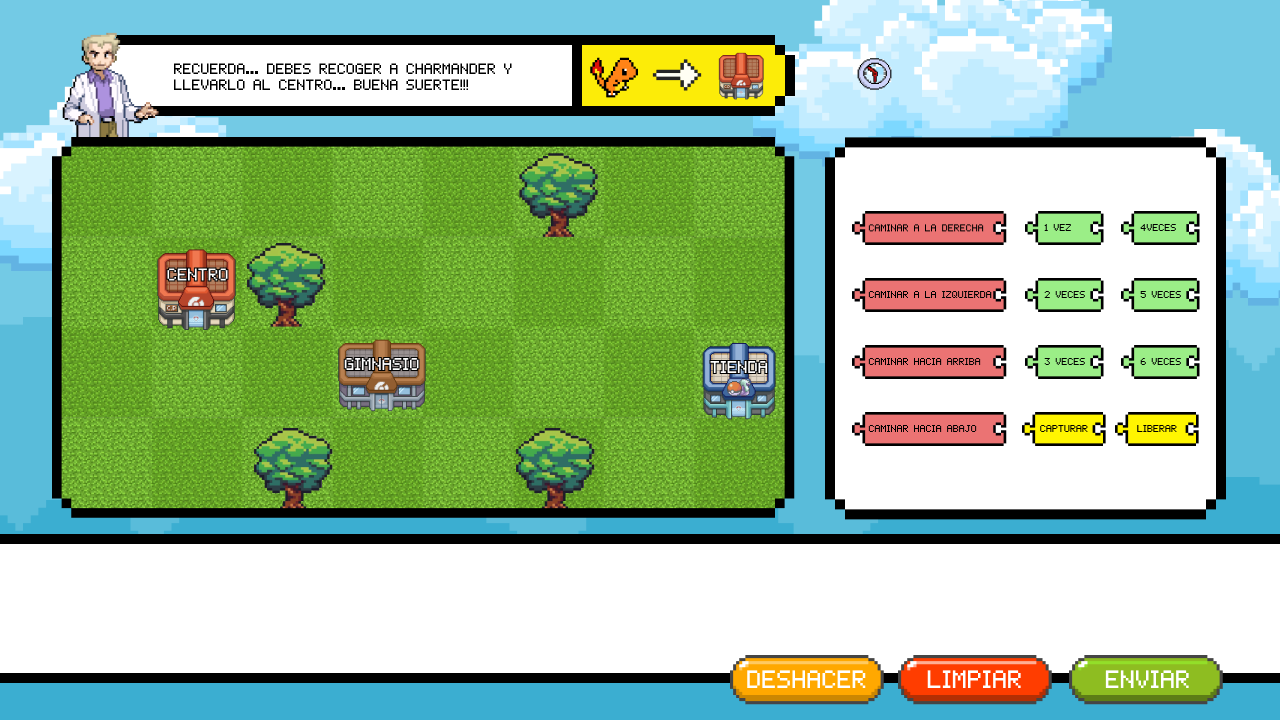 RECUERDA... DEBES RECOGER A CHARMANDER Y
LLEVARLO AL CENTRO... BUENA SUERTE!!!
CENTRO
GIMNASIO
TIENDA
CAMINAR A LA DERECHA
1 VEZ
4VECES
CAMINAR A LA IZQUIERDA
2 VECES
5 VECES
CAMINAR HACIA ARRIBA
3 VECES
6 VECES
CAMINAR HACIA ABAJO
CAPTURAR
LIBERAR
DESHACER
LIMPIAR
ENVIAR